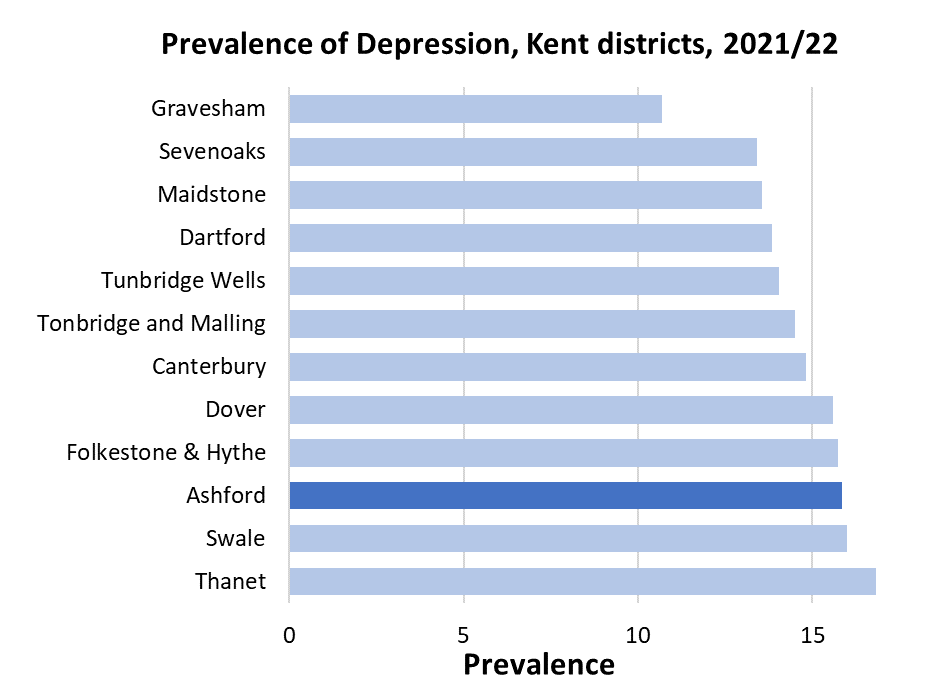 Prevalence of Depression, Kent districts, 2021/22
Gravesham
Sevenoaks
Maidstone
Dartford
Tunbridge Wells
Tonbridge and Malling
Canterbury
Dover
Folkestone & Hythe
Ashford
Swale
Thanet
0 5 10 15
Prevalence